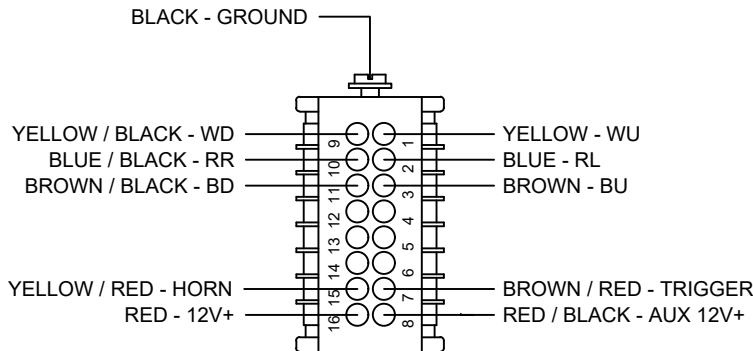 BLACK - GROUND
YELLOW / BLACK - WD
9
1
YELLOW - WU
BLUE / BLACK - RR
10
2
BLUE - RL
BROWN / BLACK - BD
11
3
BROWN - BU
12
4
13
5
14
6
YELLOW / RED - HORN
15
7
BROWN / RED - TRIGGER
RED - 12V+
16
8
RED / BLACK - AUX 12V+